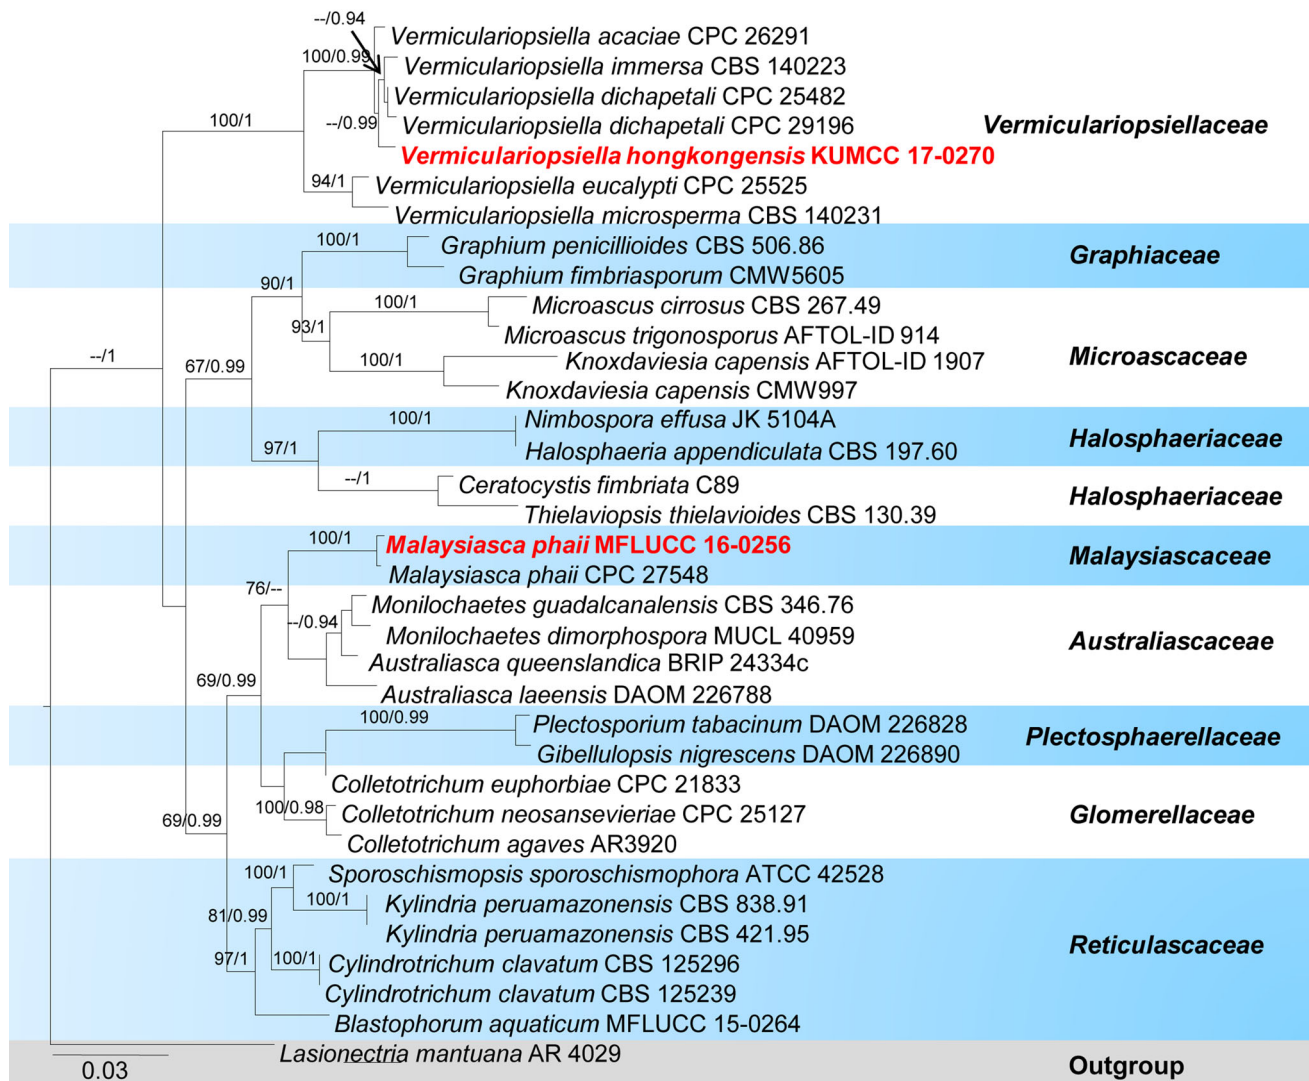 --/0.94
Vermiculariopsiella acaciae CPC 26291
100/0.99
Vermiculariopsiella immersa CBS 140223
Vermiculariopsiella dichapetali CPC 25482
--/0.99
Vermiculariopsiella dichapetali CPC 29196
Vermiculariopsiellaceae
100/1
Vermiculariopsiella hongkongensis KUMCC 17-0270
94/1
Vermiculariopsiella eucalypti CPC 25525
Vermiculariopsiella microsperma CBS 140231
100/1
Graphium penicillioides CBS 506.86
Graphiaceae
Graphium fimbriasporum CMW5605
90/1
100/1
Microascus cirrosus CBS 267.49
93/1
Microascus trigonosporus AFTOL-ID 914
--/1
67/0.99
100/1
Knoxdaviesia capensis AFTOL-ID 1907
Microascaceae
Knoxdaviesia capensis CMW997
100/1
Nimbospora effusa JK 5104A
Halosphaeriaceae
97/1
Halosphaeria appendiculata CBS 197.60
--/1
Ceratocystis fimbriata C89
Halosphaeriaceae
Thielaviopsis thielavioides CBS 130.39
100/1
Malaysiasca phaii MFLUCC 16-0256
Malaysiascaceae
Malaysiasca phaii CPC 27548
76/--
Monilochaetes guadalcanalensis CBS 346.76
--/0.94
Monilochaetes dimorphospora MUCL 40959
Australiascaceae
Australiasca queenslandica BRIP 24334c
69/0.99
Australiasca laeensis DAOM 226788
100/0.99
Plectosporium tabacinum DAOM 226828
Plectosphaerellaceae
Gibellulopsis nigrescens DAOM 226890
Colletotrichum euphorbiae CPC 21833
69/0.99
100/0.98
Colletotrichum neosansevieriae CPC 25127
Glomerellaceae
Colletotrichum agaves AR3920
100/1
Sporoschismopsis sporoschismophora ATCC 42528
100/1
Kylindria peruamazonensis CBS 838.91
81/0.99
Kylindria peruamazonensis CBS 421.95
Reticulascaceae
97/1
100/1
Cylindrotrichum clavatum CBS 125296
Cylindrotrichum clavatum CBS 125239
Blastophorum aquaticum MFLUCC 15-0264
Lasionectria mantuana AR 4029
0.03
Outgroup